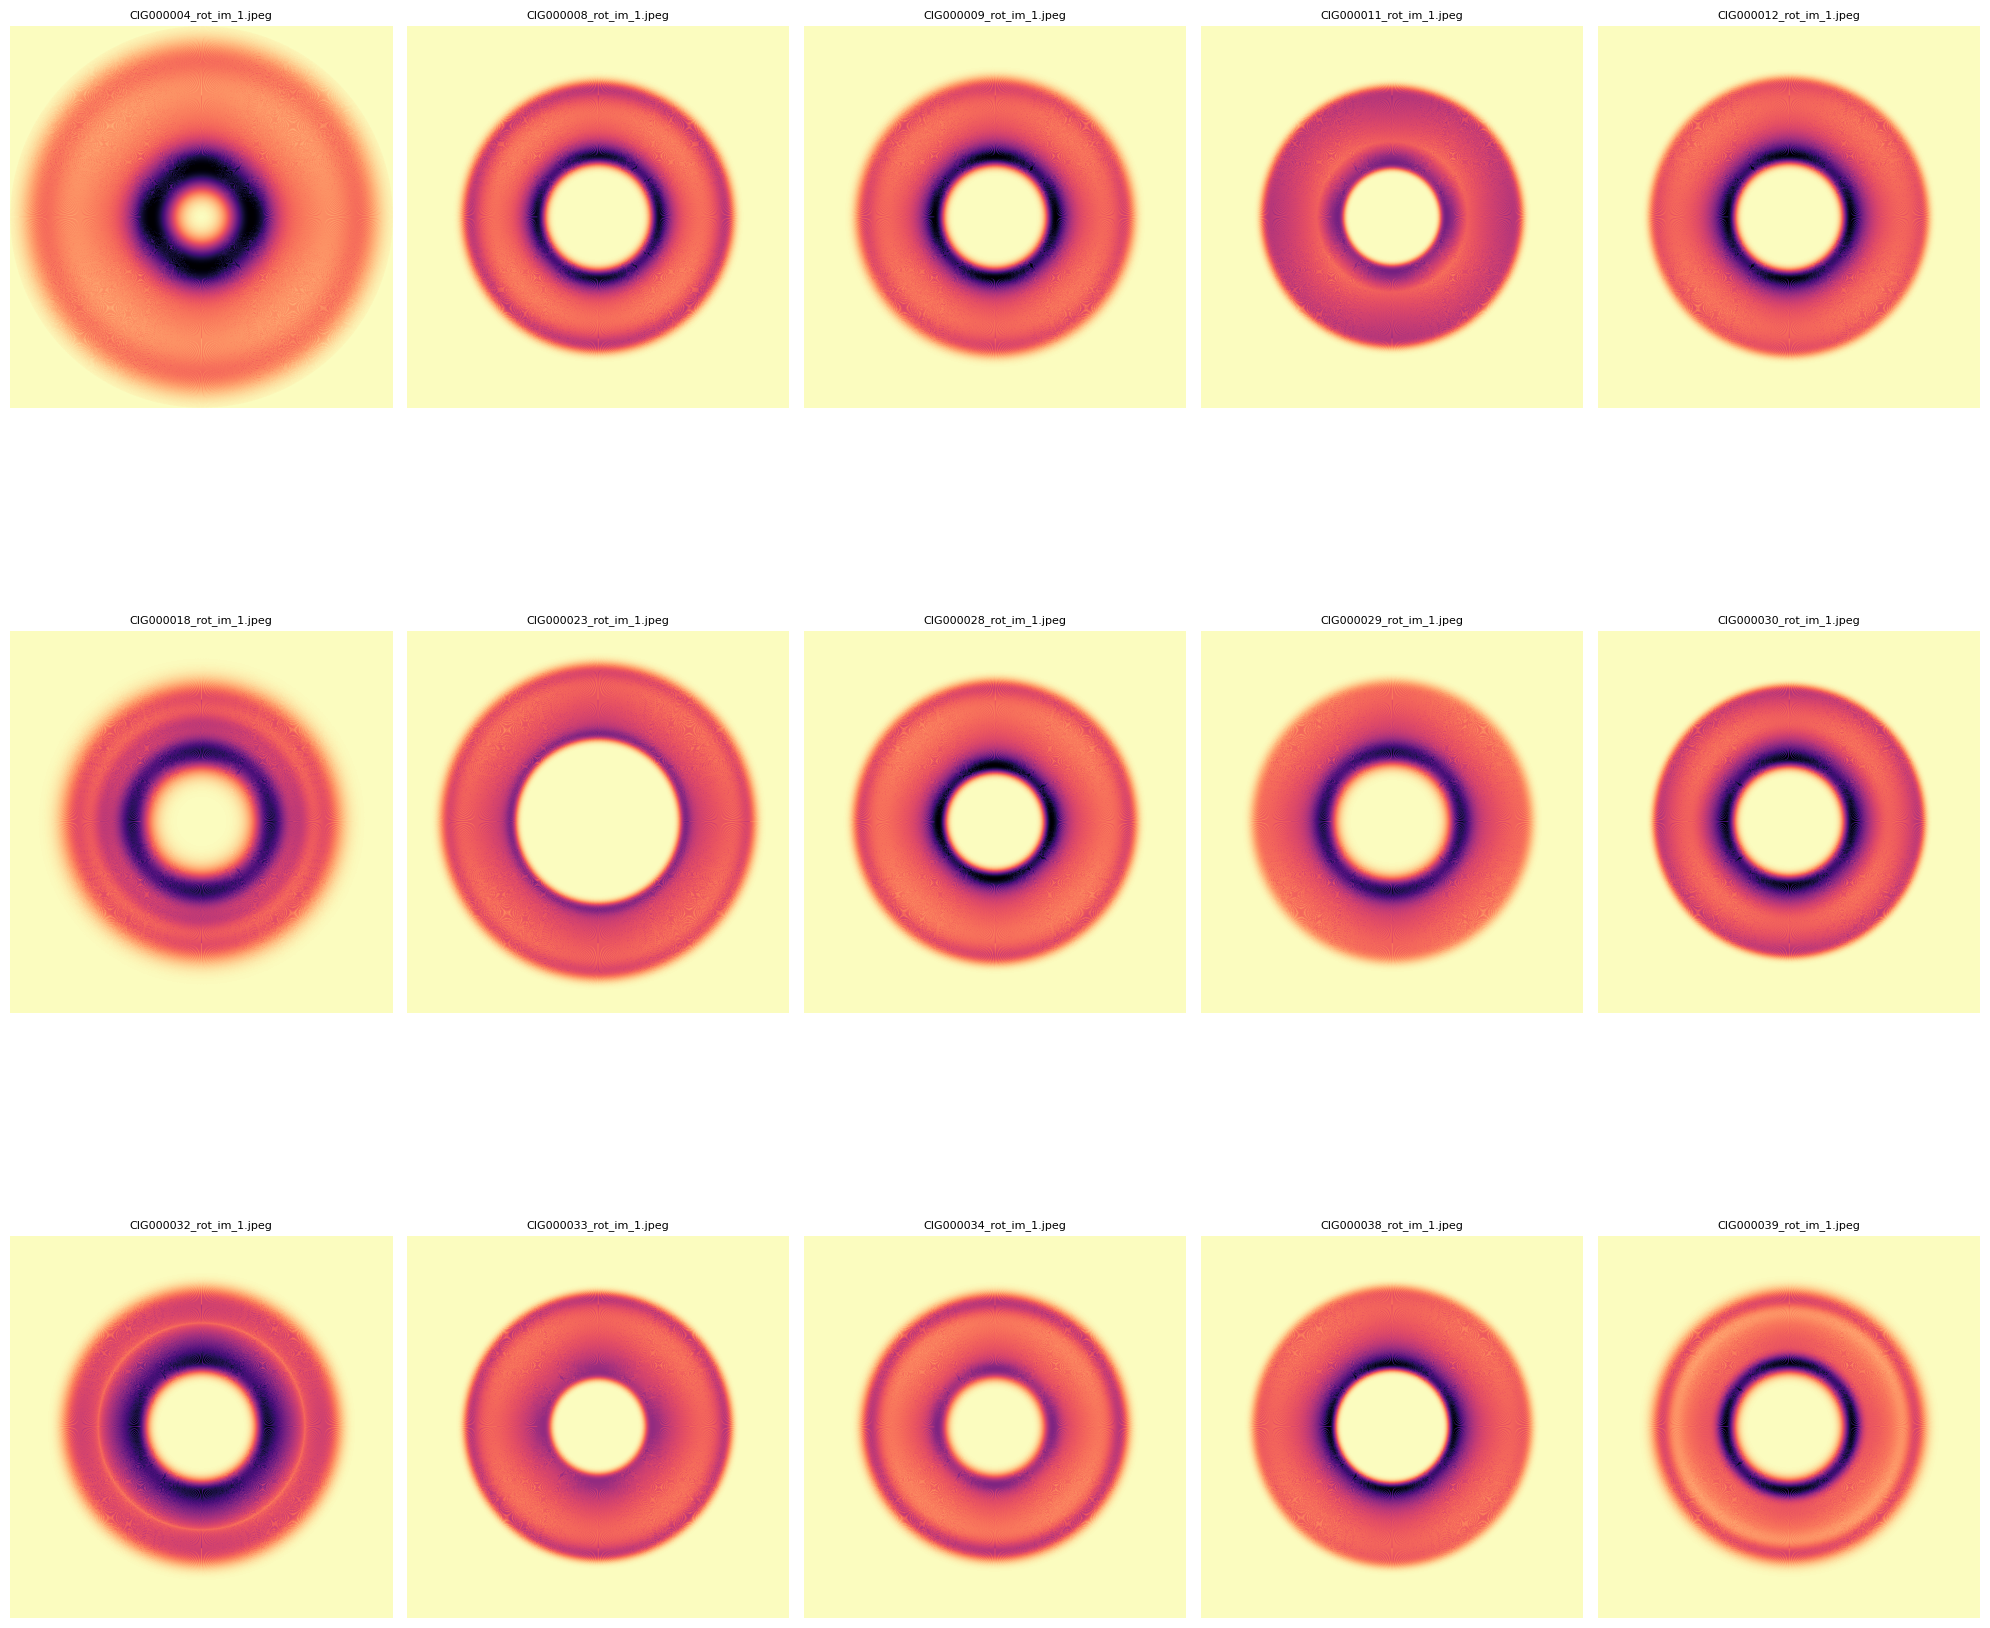 CIG000004_rot_im_1.jpeg
CIG000008_rot_im_1.jpeg
CIG000009_rot_im_1.jpeg
CIG000011_rot_im_1.jpeg
CIG000012_rot_im_1.jpeg
CIG000018_rot_im_1.jpeg
CIG000023_rot_im_1.jpeg
CIG000028_rot_im_1.jpeg
CIG000029_rot_im_1.jpeg
CIG000030_rot_im_1.jpeg
CIG000032_rot_im_1.jpeg
CIG000033_rot_im_1.jpeg
CIG000034_rot_im_1.jpeg
CIG000038_rot_im_1.jpeg
CIG000039_rot_im_1.jpeg